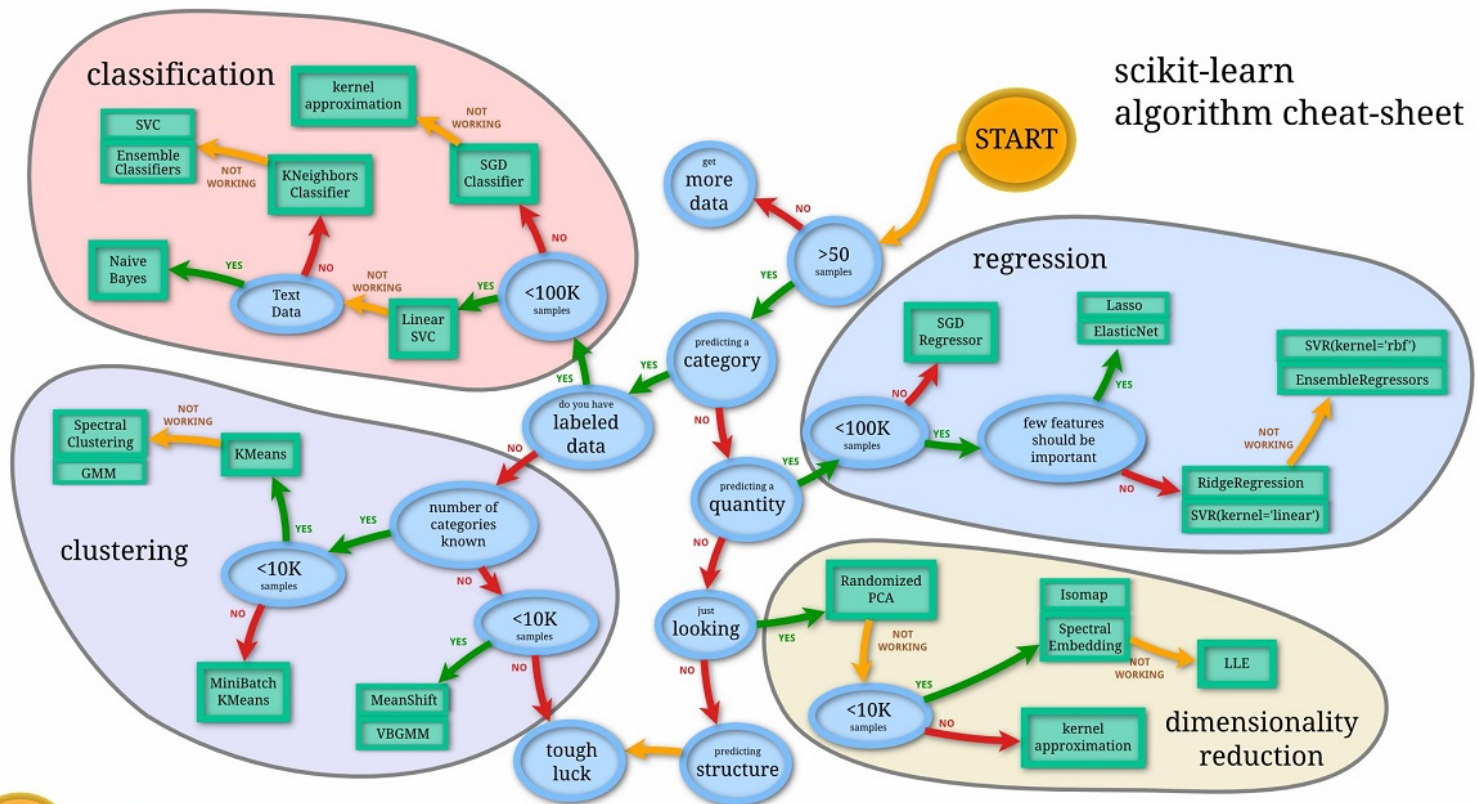 scikit-learn
algorithm cheat-sheet
START
classification
kernel
approximation
NOT
WORKING
SVC
Ensemble
Classifiers
NOT
WORKING
KNeighbors
Classifier
SGD
Classifier
NO
Naive
Bayes
YES
NO
Text
Data
NOT
WORKING
Linear
SVC
YES
<100K
samples
YES
get
more
data
NO
>50
samples
YES
predicting a
category
YES
NO
do you have
labeled
data
NO
predicting a
quantity
YES
NO
just
looking
YES
NO
predicting
structure
tough
luck
regression
SGD
Regressor
NO
<100K
samples
YES
Lasso
ElasticNet
YES
few features
should be
important
NO
SVR(kernel='rbf')
EnsembleRegressors
NOT
WORKING
RidgeRegression
SVR(kernel='linear')
clustering
Spectral
Clustering
GMM
NOT
WORKING
KMeans
YES
<10K
samples
NO
MiniBatch
KMeans
number of
categories
known
YES
NO
<10K
samples
YES
NO
MeanShift
VBGMM
dimensionality
reduction
Randomized
PCA
NOT
WORKING
<10K
samples
YES
NO
Isomap
Spectral
Embedding
NOT
WORKING
LLE
kernel
approximation